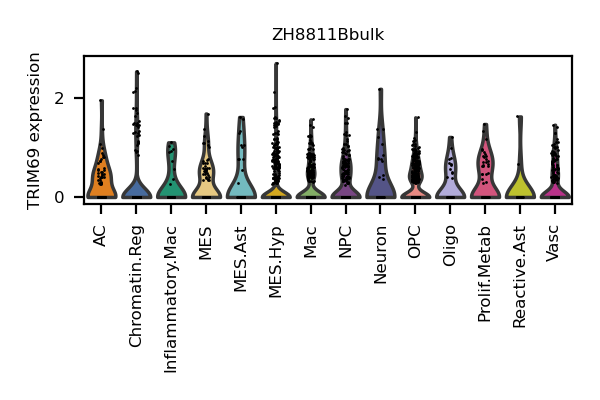 ZH8811Bbulk
TRIM69 expression
2
0
AC
Chromatin.Reg
Inflammatory.Mac
MES
MES.Ast
MES.Hyp
Mac
NPC
Neuron
OPC
Oligo
Prolif.Metab
Reactive.Ast
Vasc